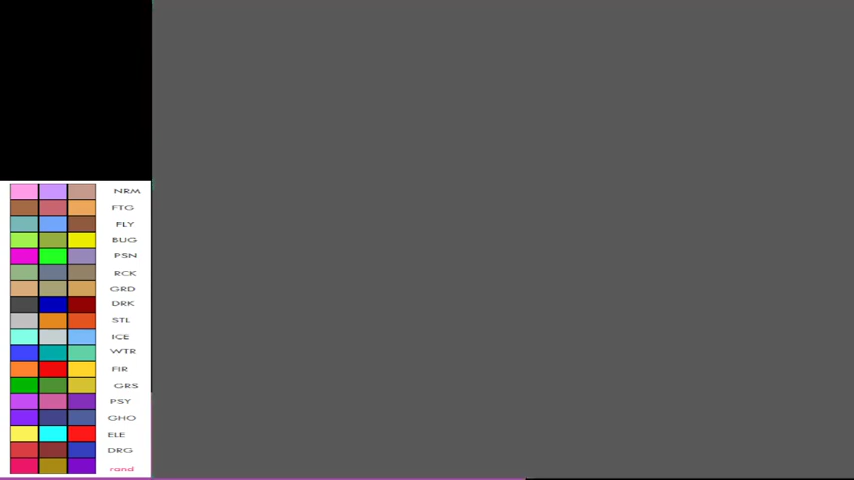 NRM
FTG
FLY
BUG
PSN
RCK
GRD
DRK
STL
ICE
WTR
FIR
GRS
PSY
GHO
ELE
DRG
rand